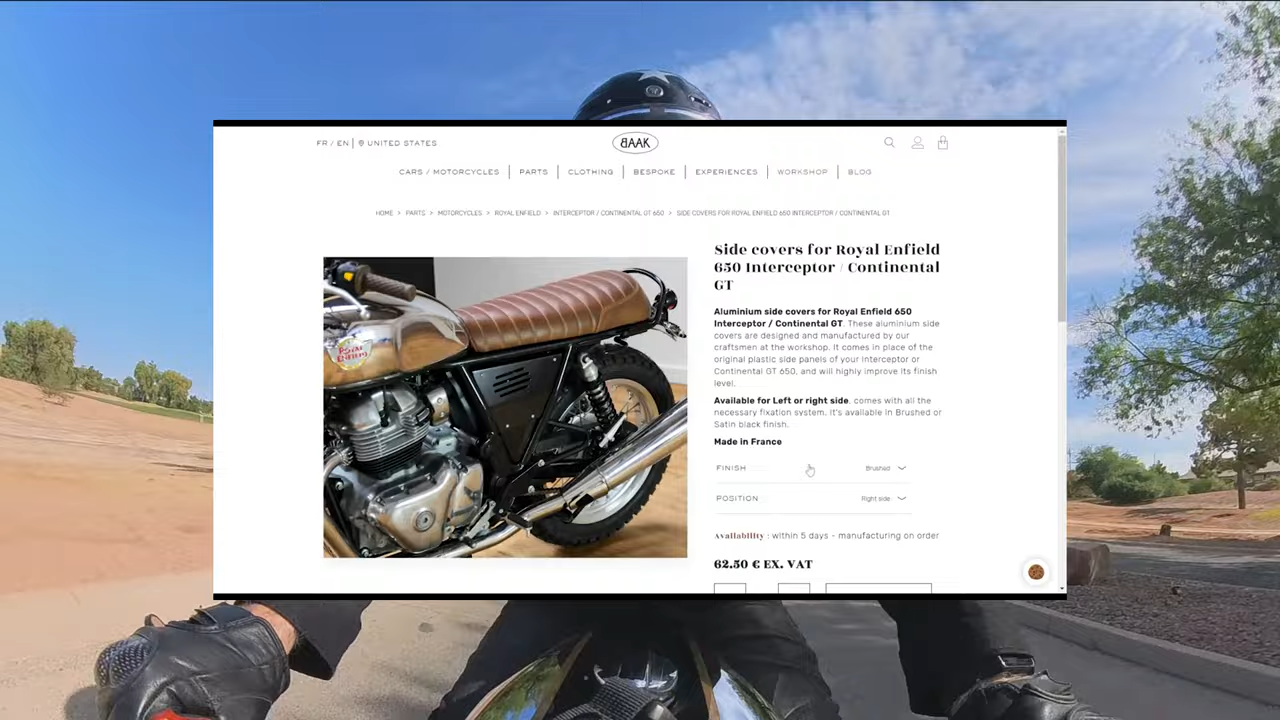 FR / EN | UNITED STATES
BAAK
CARS / MOTORCYCLES | PARTS | CLOTHING | BESPOKE | EXPERIENCES | WORKSHOP | BLOG
HOME > PARTS > MOTORCYCLES > ROYAL ENFIELD > INTERCEPTOR / CONTINENTAL GT 650 > SIDE COVERS FOR ROYAL ENFIELD 650 INTERCEPTOR / CONTINENTAL GT
ROYAL ENFIELD
Side covers for Royal Enfield
650 Interceptor / Continental
GT
Aluminium side covers for Royal Enfield 650
Interceptor / Continental GT. These aluminium side
covers are designed and manufactured by our
craftsmen at the workshop. It comes in place of the
original plastic side panels of your Interceptor or
Continental GT 650, and will highly improve its finish
level.
Available for Left or right side, comes with all the
necessary fixation system. It's available in Brushed or
Satin black finish.
Made in France
FINISH Brushed
POSITION Right side
Availability : within 5 days - manufacturing on order
62.50 € EX. VAT